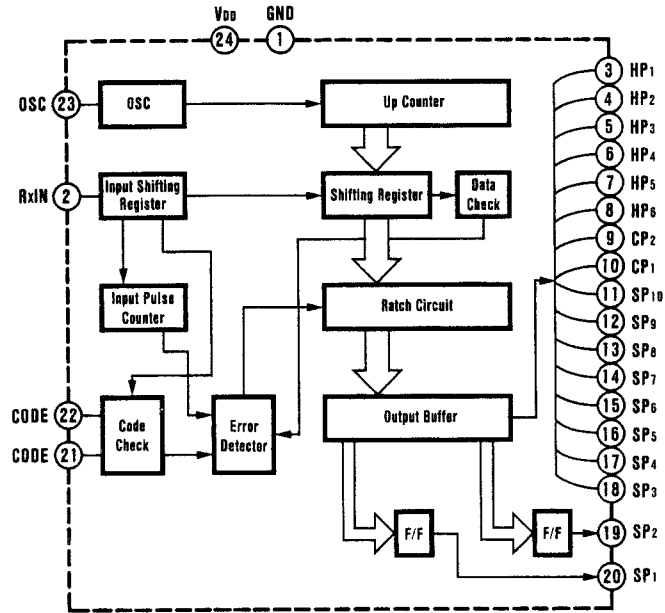 VDD GND
24 1
OSC 23 OSC Up Counter
RxIN 2 Input Shifting Register Shifting Register Data Check
Input Pulse Counter Ratch Circuit
CODE 22 Code Check Error Detector Output Buffer
CODE 21
F/F F/F
3 HP1
4 HP2
5 HP3
6 HP4
7 HP5
8 HP6
9 CP2
10 CP1
11 SP10
12 SP9
13 SP8
14 SP7
15 SP6
16 SP5
17 SP4
18 SP3
19 SP2
20 SP1